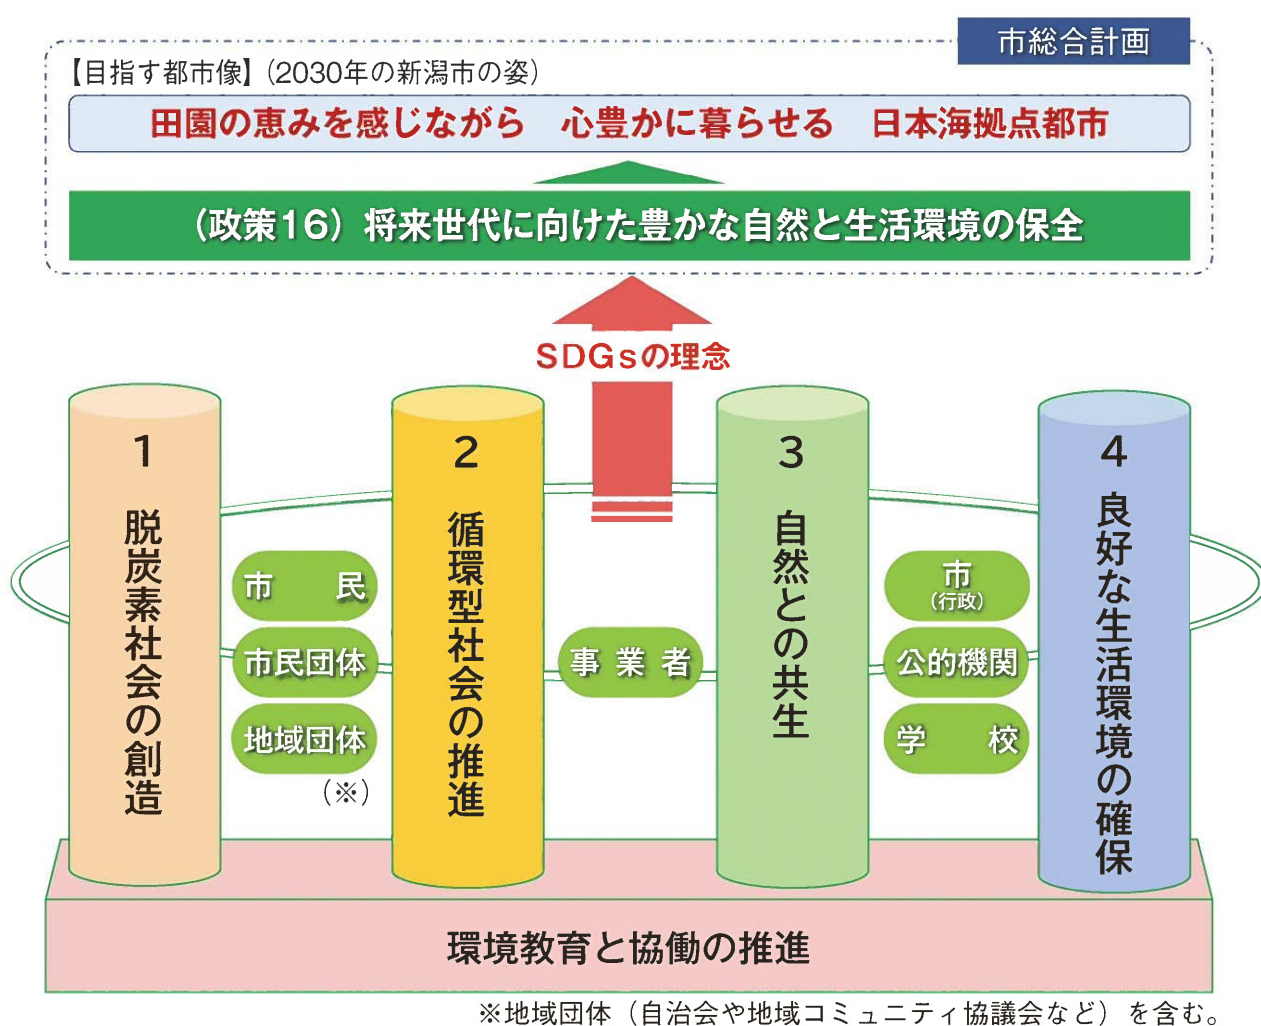 市総合計画
【目指す都市像】（2030年の新潟市の姿）
田園の恵みを感じながら　心豊かに暮らせる　日本海拠点都市
（政策16）将来世代に向けた豊かな自然と生活環境の保全
SDGsの理念
1 脱炭素社会の創造
市　民
市民団体
地域団体
（※）
2 循環型社会の推進
事業者
3 自然との共生
市
（行政）
公的機関
学　校
4 良好な生活環境の確保
環境教育と協働の推進
※地域団体（自治会や地域コミュニティ協議会など）を含む。